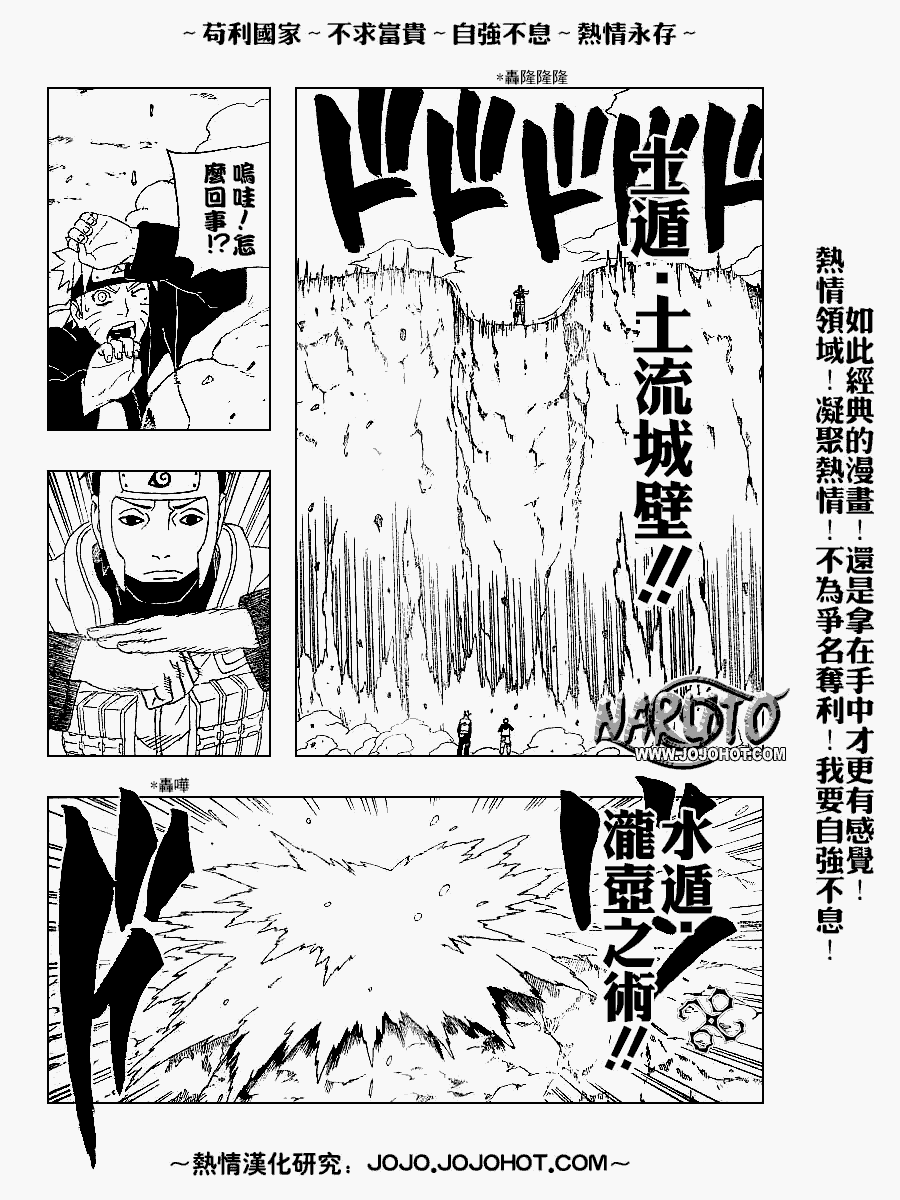 ~苟利國家~不求富貴~自強不息~熱情永存~
*轟隆隆隆
ドドドドド
土遁·土流城壁!!
嗚哇!怎
麼回事!?
NARUTO
WWW.JOJOHOT.COM
*轟嘩
水遁·
瀧壺之術!!
如此經典的漫畫!還是拿在手中才更有感覺!
熱情領域!凝聚熱情!不為爭名奪利!我要自強不息!
~熱情漢化研究：JOJO.JOJOHOT.COM~